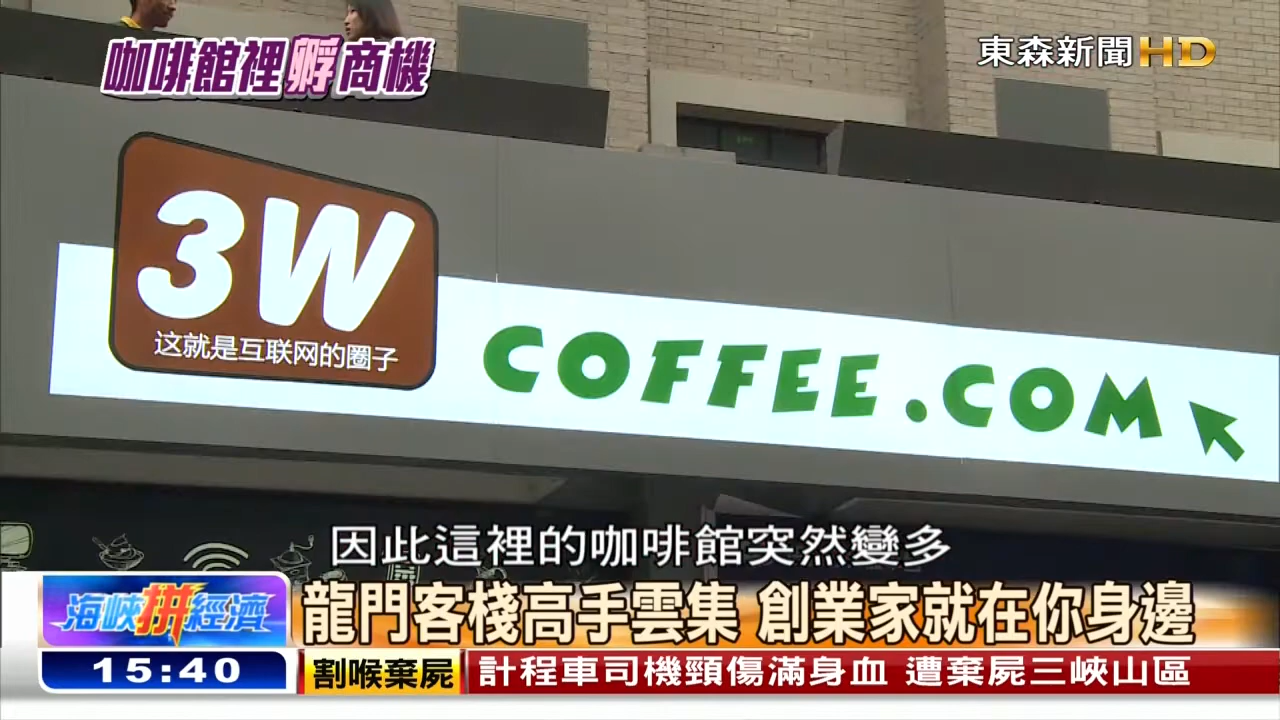 咖啡館裡孵商機
東森新聞HD
3W
这就是互联网的圈子
COFFEE.COM
因此這裡的咖啡館突然變多
海峽拼經濟
龍門客棧高手雲集 創業家就在你身邊
15:40
割喉棄屍
計程車司機頸傷滿身血 遭棄屍三峽山區